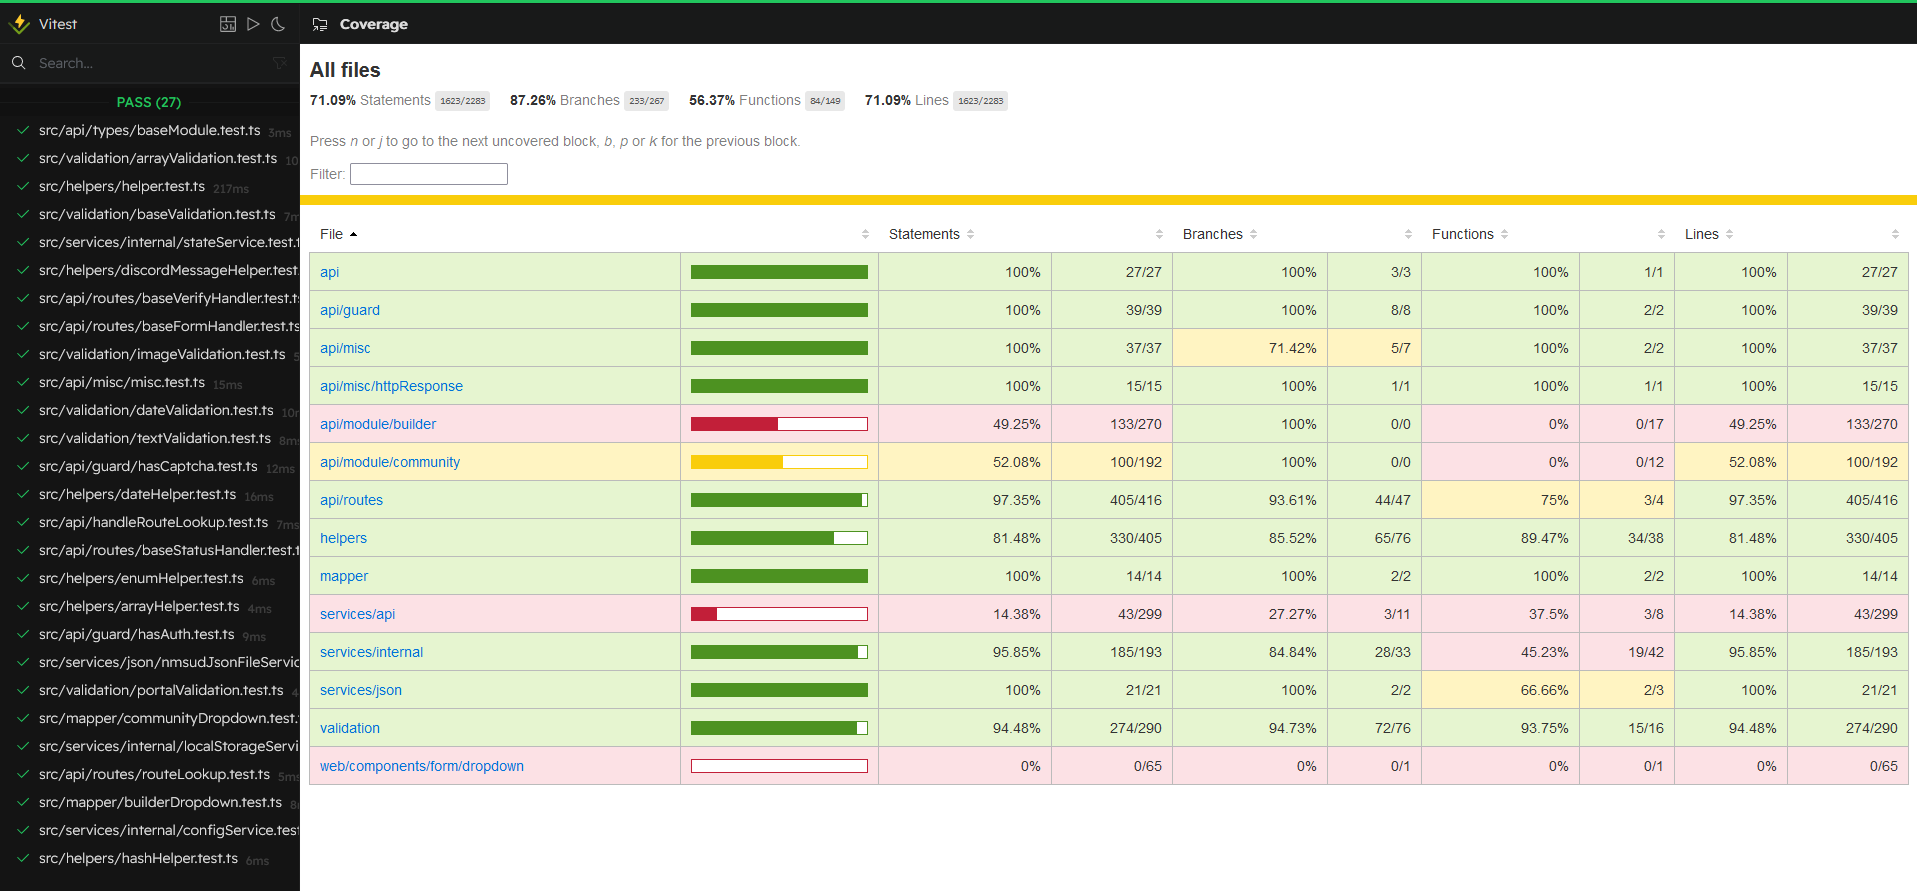 Vitest
Search...
PASS (27)
src/api/types/baseModule.test.ts 3ms
src/validation/arrayValidation.test.ts 10
src/helpers/helper.test.ts 217ms
src/validation/baseValidation.test.ts 7m
src/services/internal/stateService.test.t
src/helpers/discordMessageHelper.test
src/api/routes/baseVerifyHandler.test.t
src/api/routes/baseFormHandler.test.ts
src/validation/imageValidation.test.ts 5
src/api/misc/misc.test.ts 15ms
src/validation/dateValidation.test.ts 10m
src/validation/textValidation.test.ts 8ms
src/api/guard/hasCaptcha.test.ts 12ms
src/helpers/dateHelper.test.ts 16ms
src/api/handleRouteLookup.test.ts 7ms
src/api/routes/baseStatusHandler.test.t
src/helpers/enumHelper.test.ts 6ms
src/helpers/arrayHelper.test.ts 4ms
src/api/guard/hasAuth.test.ts 9ms
src/services/json/nmsudJsonFileServic
src/validation/portalValidation.test.ts 4
src/mapper/communityDropdown.test.
src/services/internal/localStorageServi
src/api/routes/routeLookup.test.ts 5ms
src/mapper/builderDropdown.test.ts 8
src/services/internal/configService.test
src/helpers/hashHelper.test.ts 6ms
Coverage
All files
71.09% Statements 1623/2283 87.26% Branches 233/267 56.37% Functions 84/149 71.09% Lines 1623/2283
Press n or j to go to the next uncovered block, b, p or k for the previous block.
Filter:
File Statements Branches Functions Lines
api 100% 27/27 100% 3/3 100% 1/1 100% 27/27
api/guard 100% 39/39 100% 8/8 100% 2/2 100% 39/39
api/misc 100% 37/37 71.42% 5/7 100% 2/2 100% 37/37
api/misc/httpResponse 100% 15/15 100% 1/1 100% 1/1 100% 15/15
api/module/builder 49.25% 133/270 100% 0/0 0% 0/17 49.25% 133/270
api/module/community 52.08% 100/192 100% 0/0 0% 0/12 52.08% 100/192
api/routes 97.35% 405/416 93.61% 44/47 75% 3/4 97.35% 405/416
helpers 81.48% 330/405 85.52% 65/76 89.47% 34/38 81.48% 330/405
mapper 100% 14/14 100% 2/2 100% 2/2 100% 14/14
services/api 14.38% 43/299 27.27% 3/11 37.5% 3/8 14.38% 43/299
services/internal 95.85% 185/193 84.84% 28/33 45.23% 19/42 95.85% 185/193
services/json 100% 21/21 100% 2/2 66.66% 2/3 100% 21/21
validation 94.48% 274/290 94.73% 72/76 93.75% 15/16 94.48% 274/290
web/components/form/dropdown 0% 0/65 0% 0/1 0% 0/1 0% 0/65